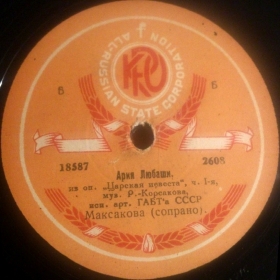 ALL-RUSSIAN STATE CORPORATION
Б Б
18587 2608
Ария Любаши.
из оп. „Царская невеста", ч. 1-я,
муз. Р.-Корсакова,
исп. арт. ГАБТ'а СССР
Максакова (сопрано).